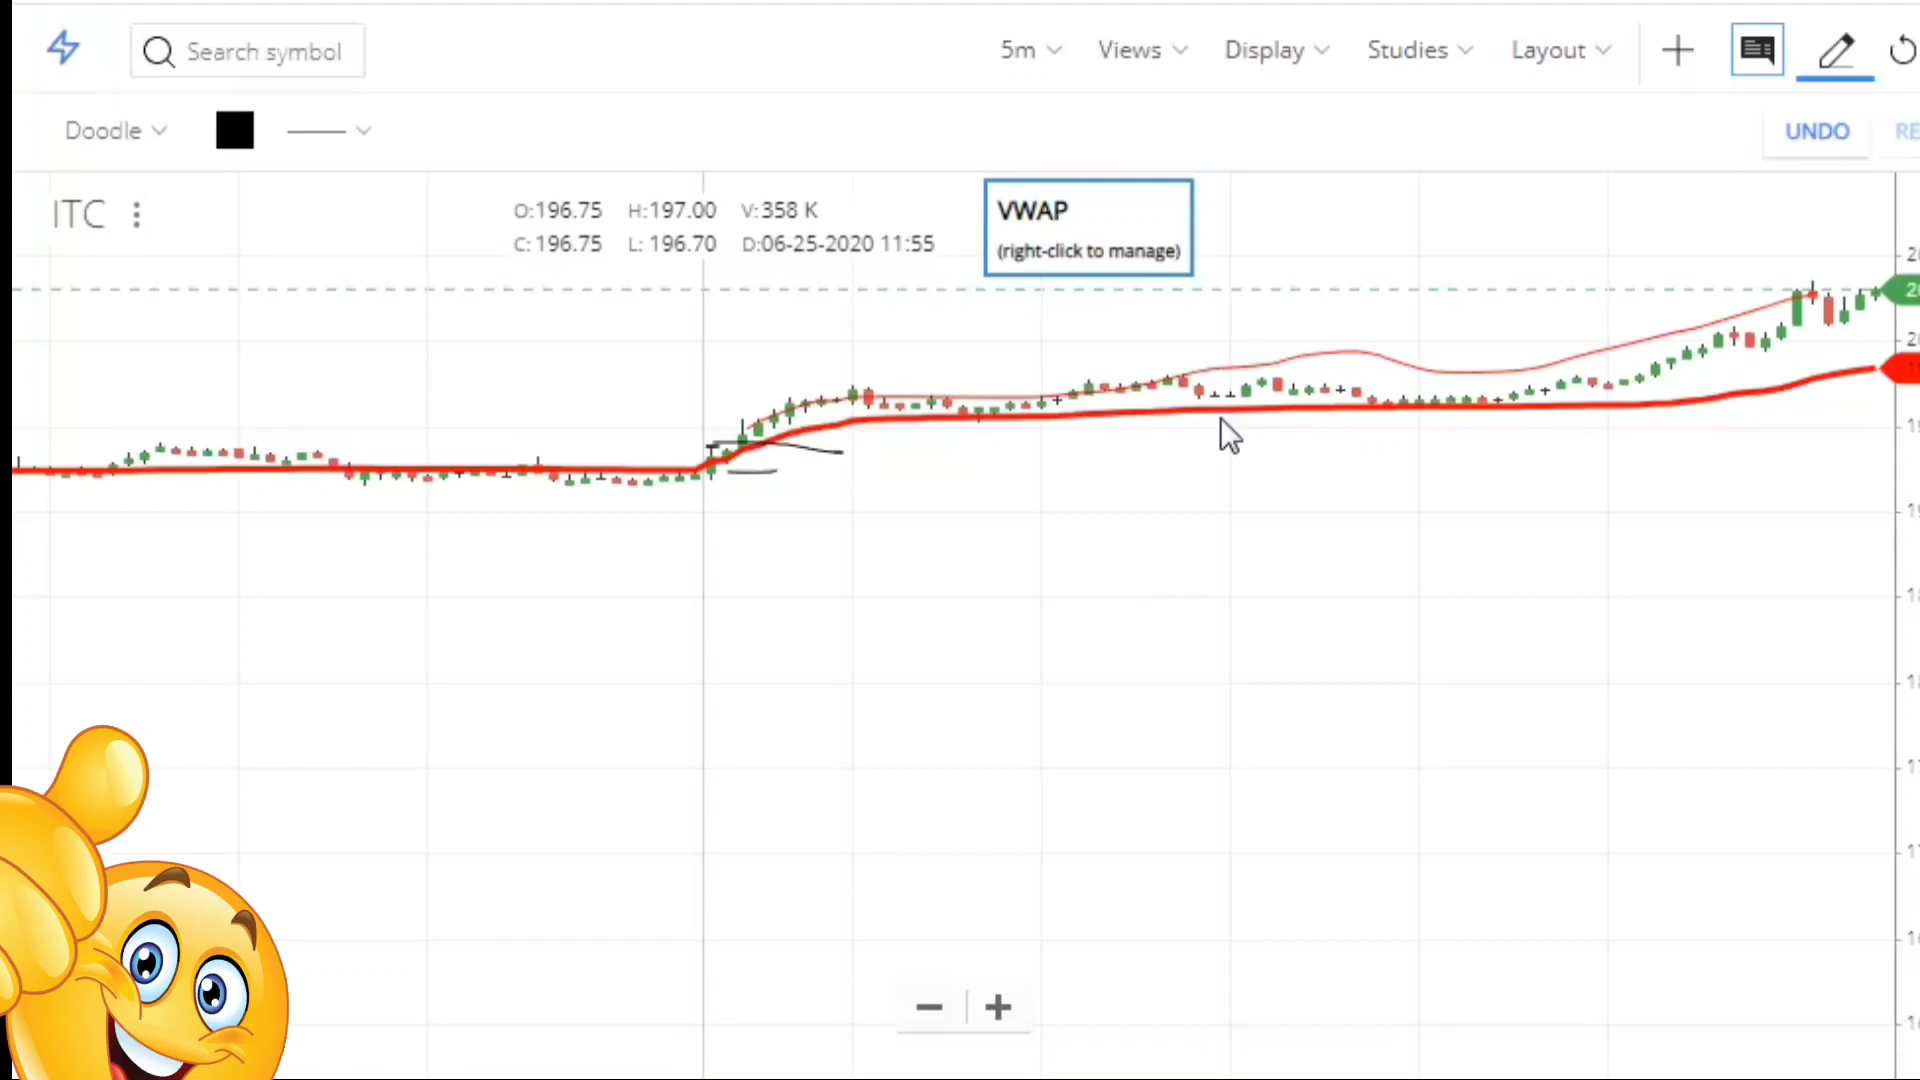 Search symbol
5m Views Display Studies Layout
Doodle
UNDO
ITC
O:196.75 H:197.00 V:358 K
C: 196.75 L: 196.70 D:06-25-2020 11:55
VWAP
(right-click to manage)